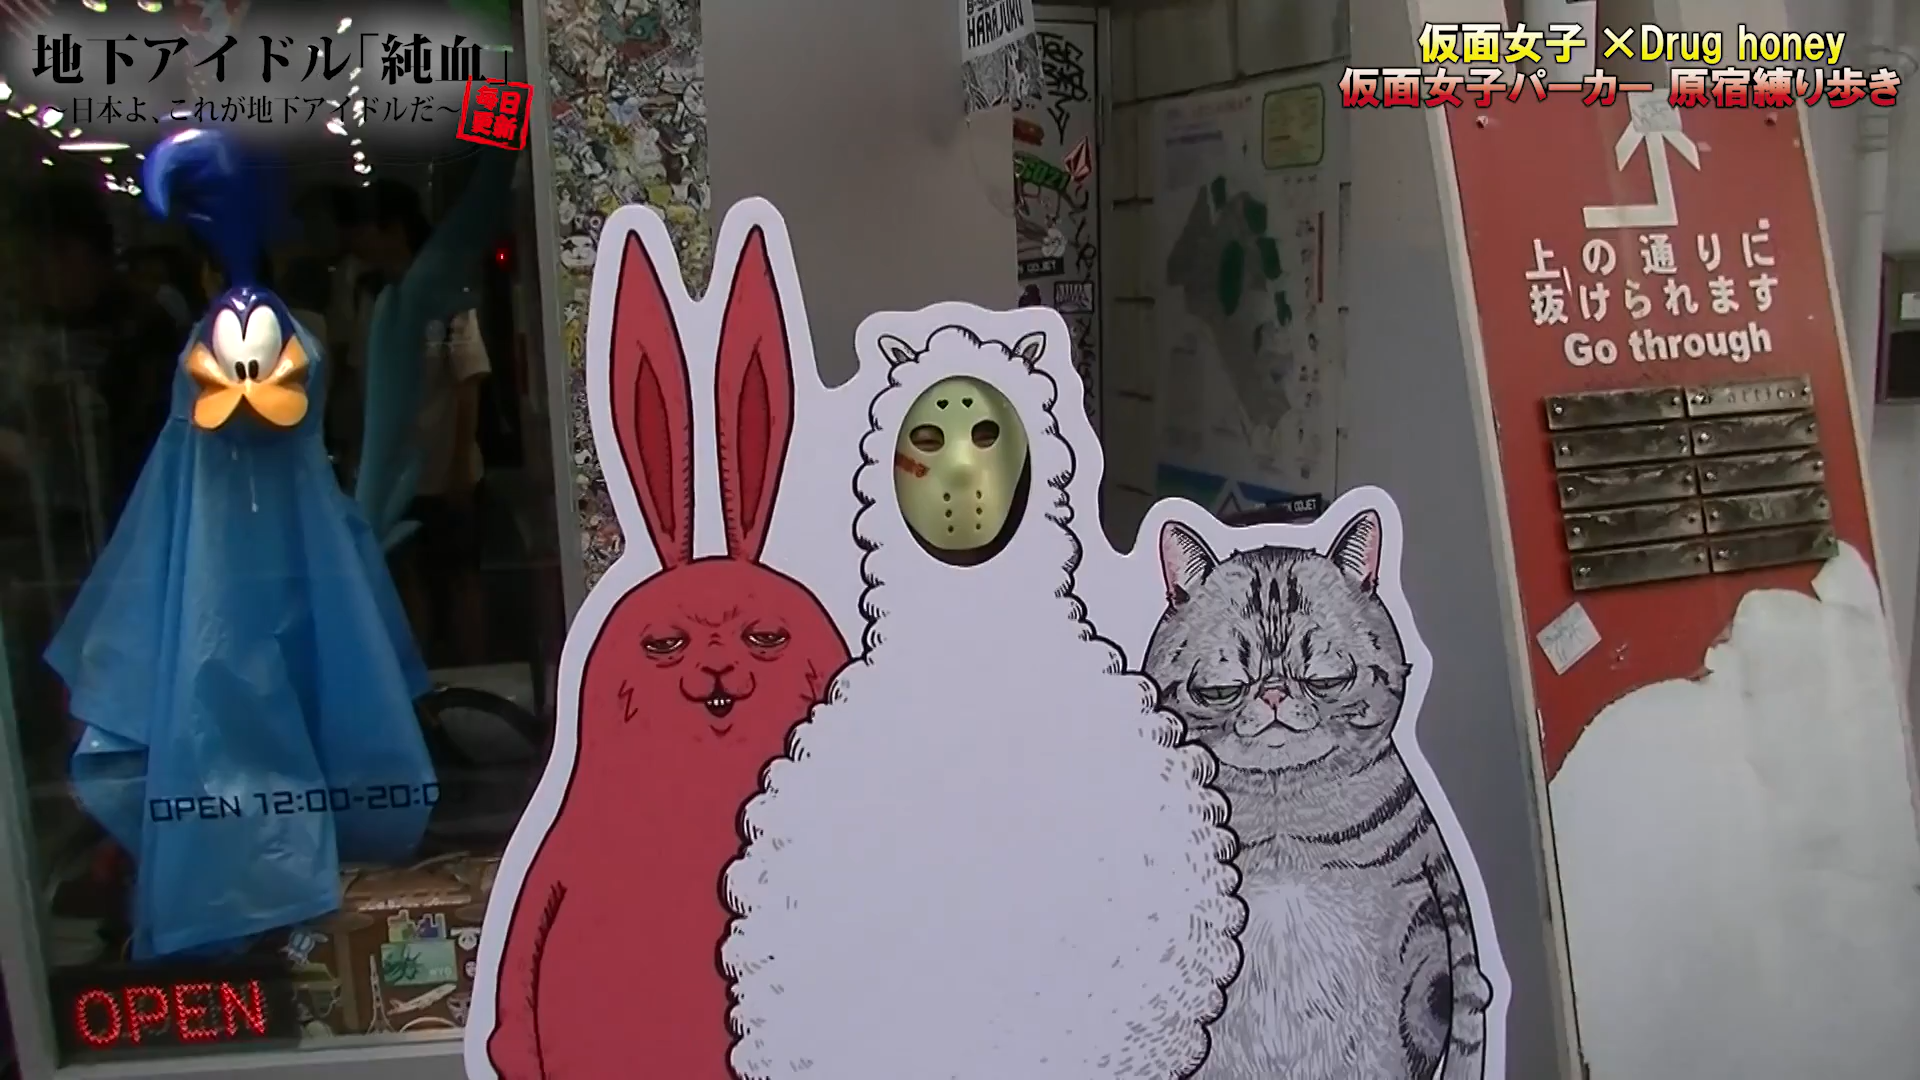 地下アイドル「純血」
~日本よ、これが地下アイドルだ~
毎日
更新
仮面女子 ×Drug honey
仮面女子パーカー 原宿練り歩き
HARAJUKU
上の通りに
抜けられます
Go through
OPEN 12:00-20:0
OPEN